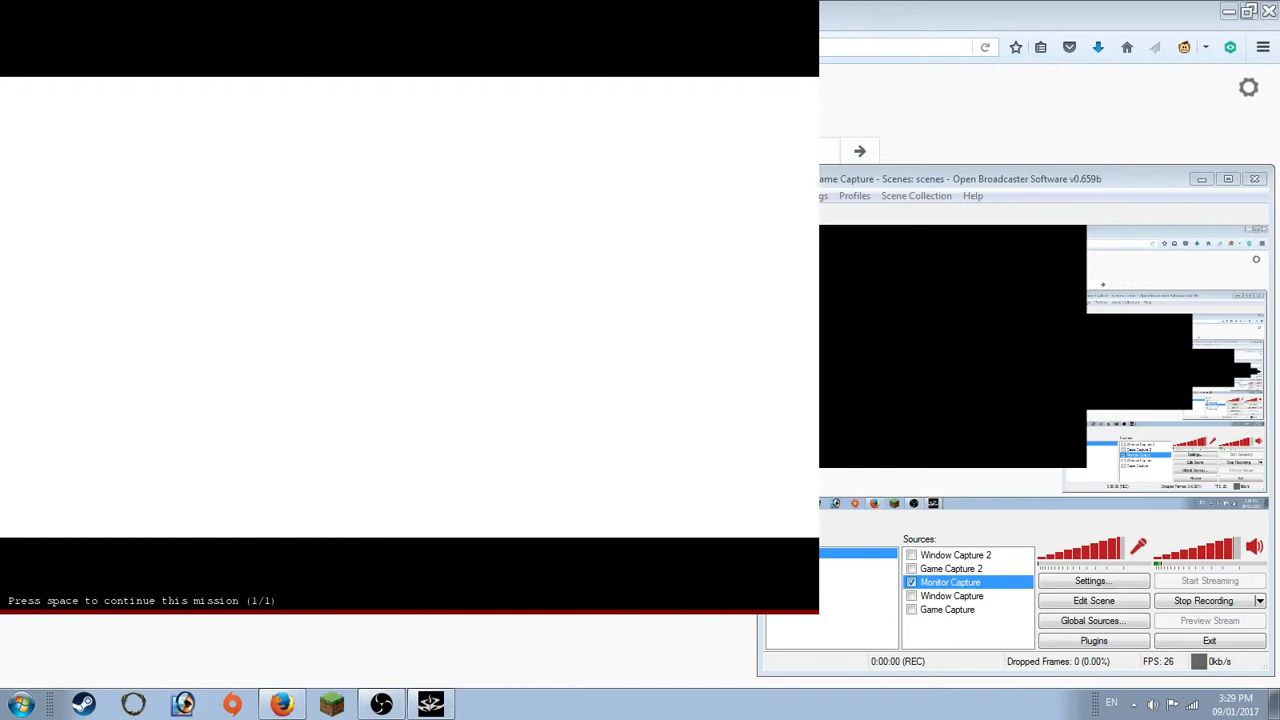 ame Capture - Scenes: scenes - Open Broadcaster Software v0.659b
gs Profiles Scene Collection Help
Sources:
Window Capture 2
Game Capture 2
Monitor Capture
Window Capture
Game Capture
Settings...
Start Streaming
Edit Scene
Stop Recording
Global Sources...
Preview Stream
Plugins
Exit
0:00:00 (REC)
Dropped Frames: 0 (0.00%)
FPS: 26
0kb/s
Press space to continue this mission (1/1)
EN
3:29 PM
09/01/2017